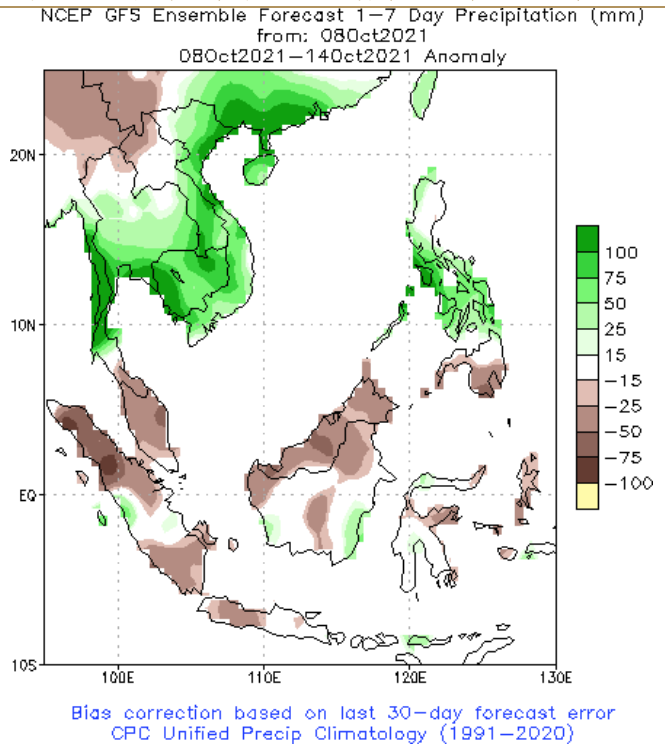 NCEP GFS Ensemble Forecast 1–7 Day Precipitation (mm)
from: 08Oct2021
08Oct2021–14Oct2021 Anomaly
20N
10N
EQ
10S
100E
110E
120E
130E
100
75
50
25
15
−15
−25
−50
−75
−100
Bias correction based on last 30–day forecast error
CPC Unified Precip Climatology (1991–2020)